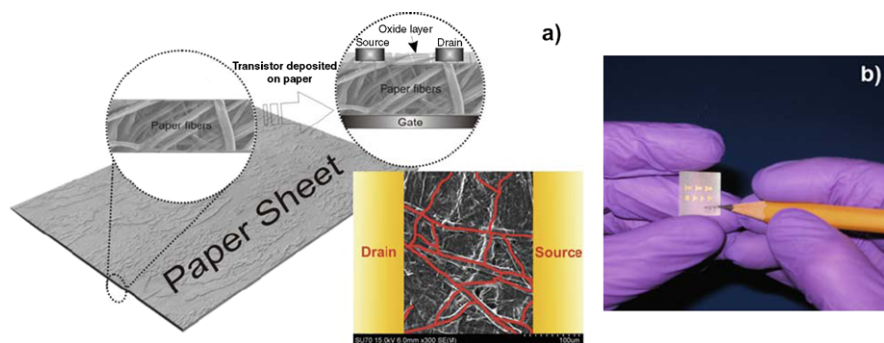 a)
Oxide layer
Source
Drain
Transistor deposited
on paper
Paper fibers
Paper fibers
Gate
Paper Sheet
Drain
Source
SU70 15.0kV 6.0mm x300 SE(M)
100um
b)